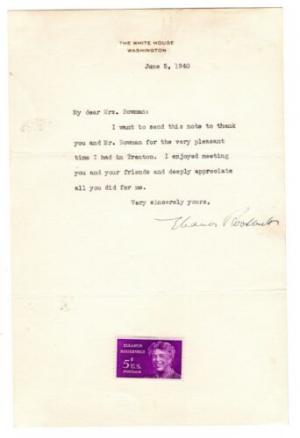 THE WHITE HOUSE
WASHINGTON
June 5, 1940
My dear Mrs. Bowman:
I want to send this note to thank
you and Mr. Bowman for the very pleasant
time I had in Trenton. I enjoyed meeting
you and your friends and deeply appreciate
all you did for me.
Very sincerely yours,
Eleanor Roosevelt
ELEANOR
ROOSEVELT
5¢ U.S.
POSTAGE